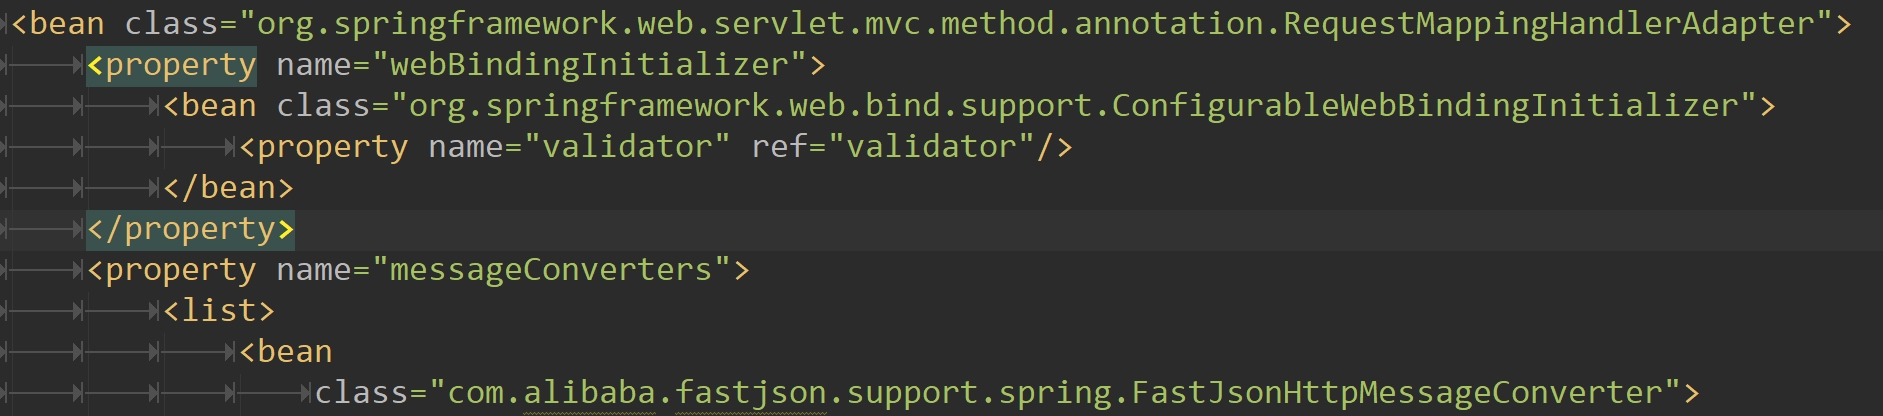 <bean class="org.springframework.web.servlet.mvc.method.annotation.RequestMappingHandlerAdapter">
<property name="webBindingInitializer">
<bean class="org.springframework.web.bind.support.ConfigurableWebBindingInitializer">
<property name="validator" ref="validator"/>
</bean>
</property>
<property name="messageConverters">
<list>
<bean
class="com.alibaba.fastjson.support.spring.FastJsonHttpMessageConverter">